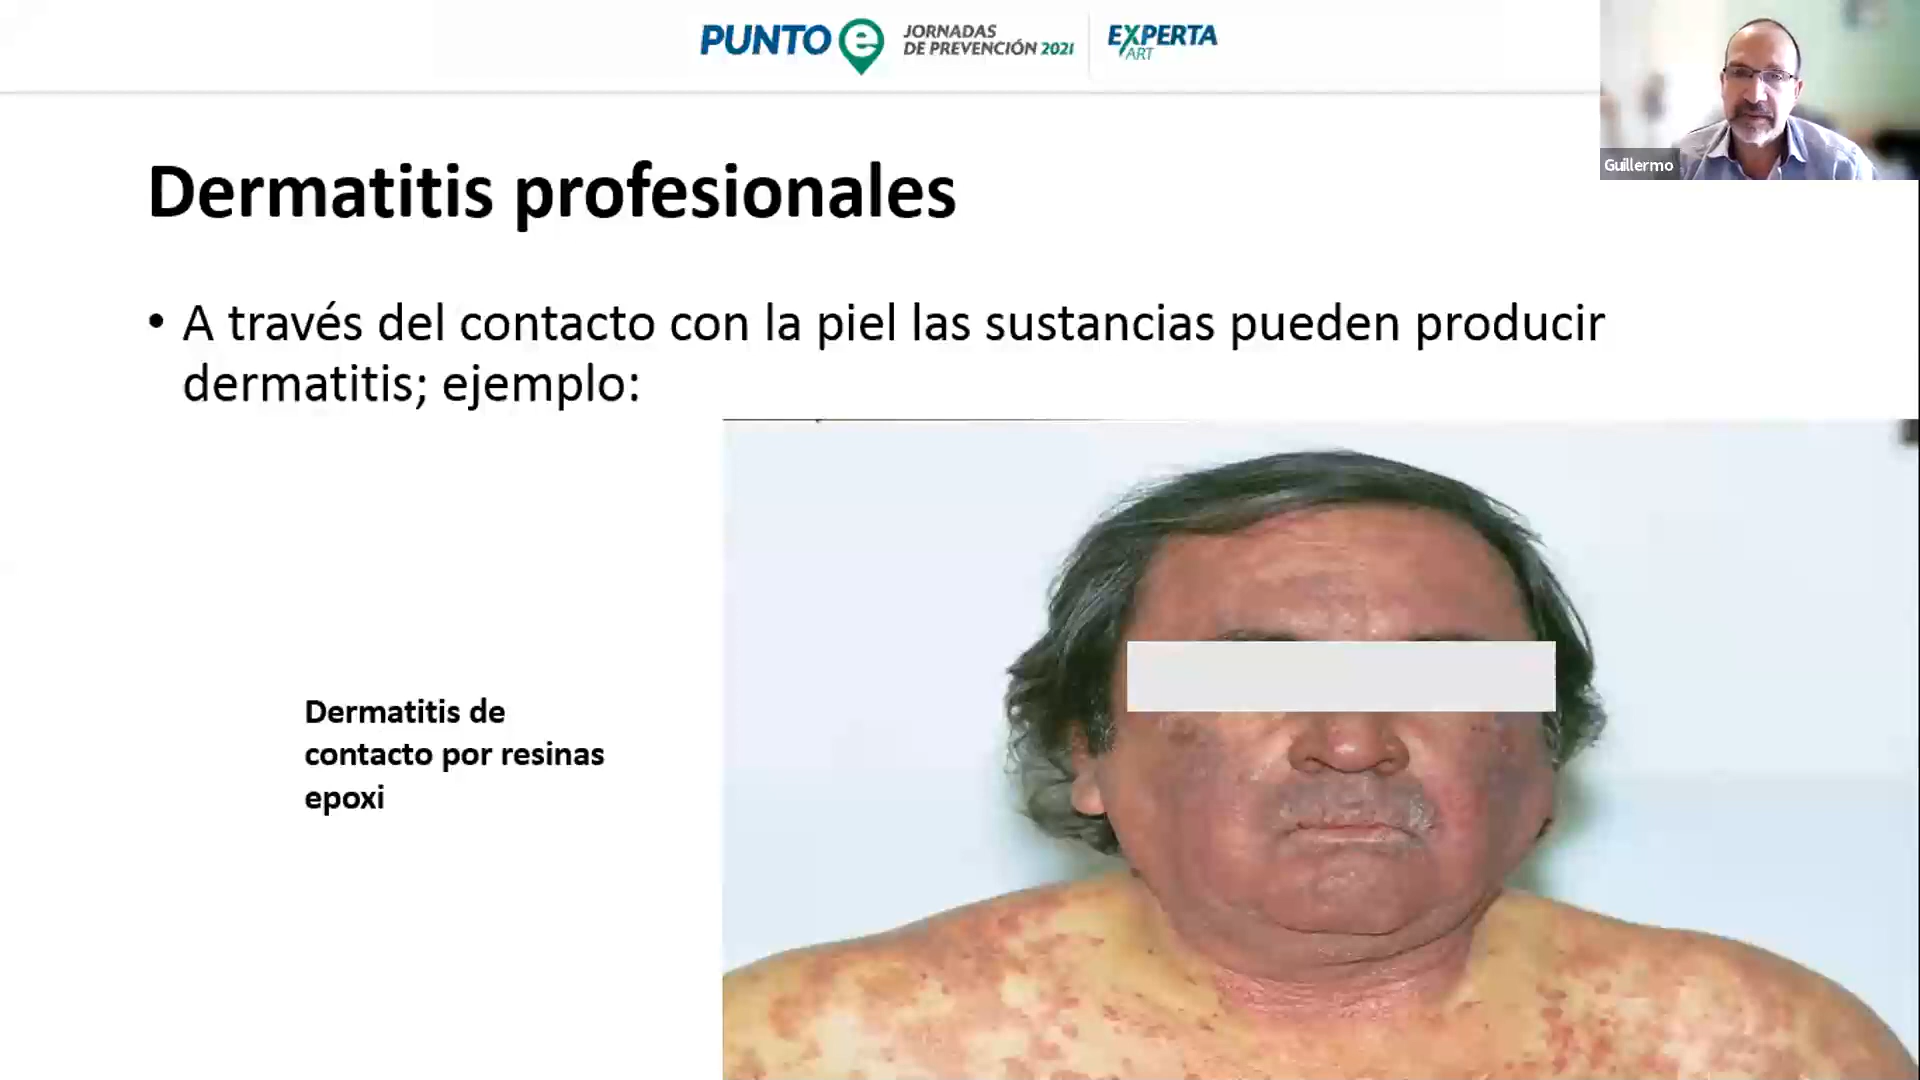 PUNTO e
JORNADAS
DE PREVENCIÓN 2021
EXPERTA
ART
Guillermo
Dermatitis profesionales
• A través del contacto con la piel las sustancias pueden producir
dermatitis; ejemplo:
Dermatitis de
contacto por resinas
epoxi